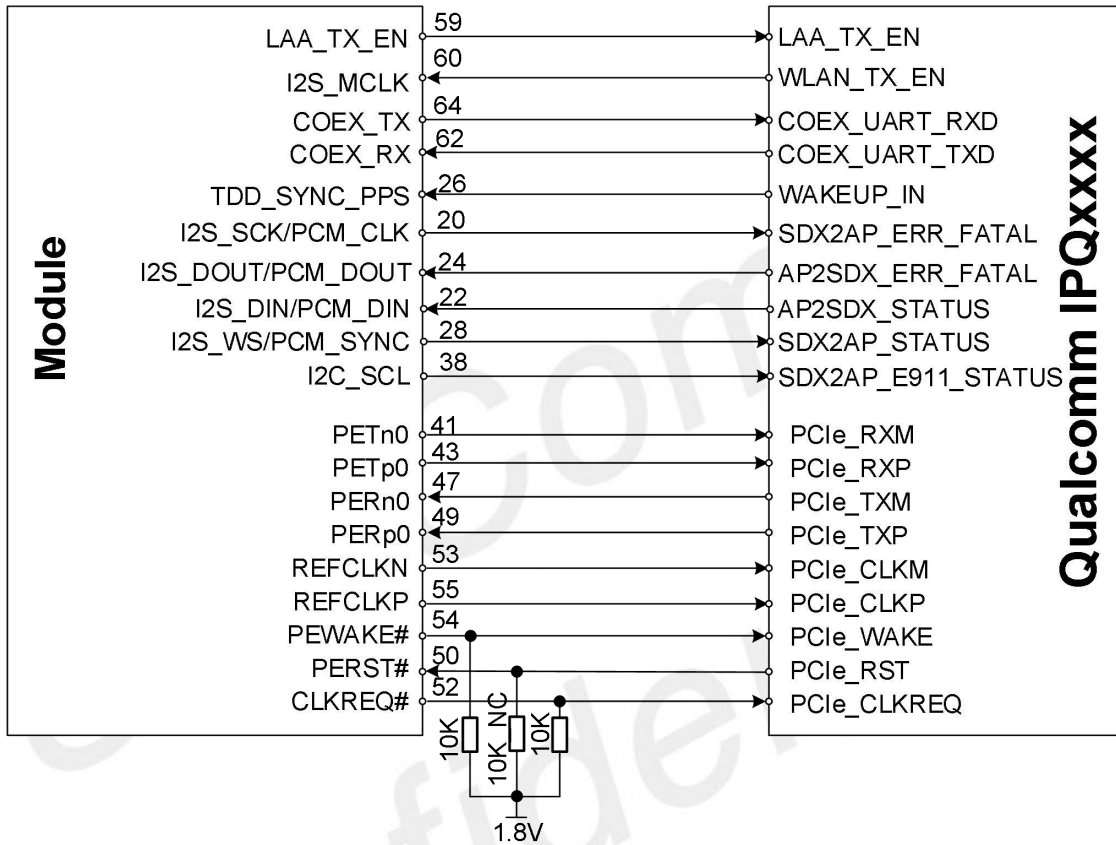 Module
LAA_TX_EN 59 LAA_TX_EN
I2S_MCLK 60 WLAN_TX_EN
COEX_TX 64 COEX_UART_RXD
COEX_RX 62 COEX_UART_TXD
TDD_SYNC_PPS 26 WAKEUP_IN
I2S_SCK/PCM_CLK 20 SDX2AP_ERR_FATAL
I2S_DOUT/PCM_DOUT 24 AP2SDX_ERR_FATAL
I2S_DIN/PCM_DIN 22 AP2SDX_STATUS
I2S_WS/PCM_SYNC 28 SDX2AP_STATUS
I2C_SCL 38 SDX2AP_E911_STATUS
PETn0 41 PCIe_RXM
PETp0 43 PCIe_RXP
PERn0 47 PCIe_TXM
PERp0 49 PCIe_TXP
REFCLKN 53 PCIe_CLKM
REFCLKP 55 PCIe_CLKP
PEWAKE# 54 PCIe_WAKE
PERST# 50 PCIe_RST
CLKREQ# 52 PCIe_CLKREQ
10K
10K_NC
10K
1.8V
Qualcomm IPQxxxx